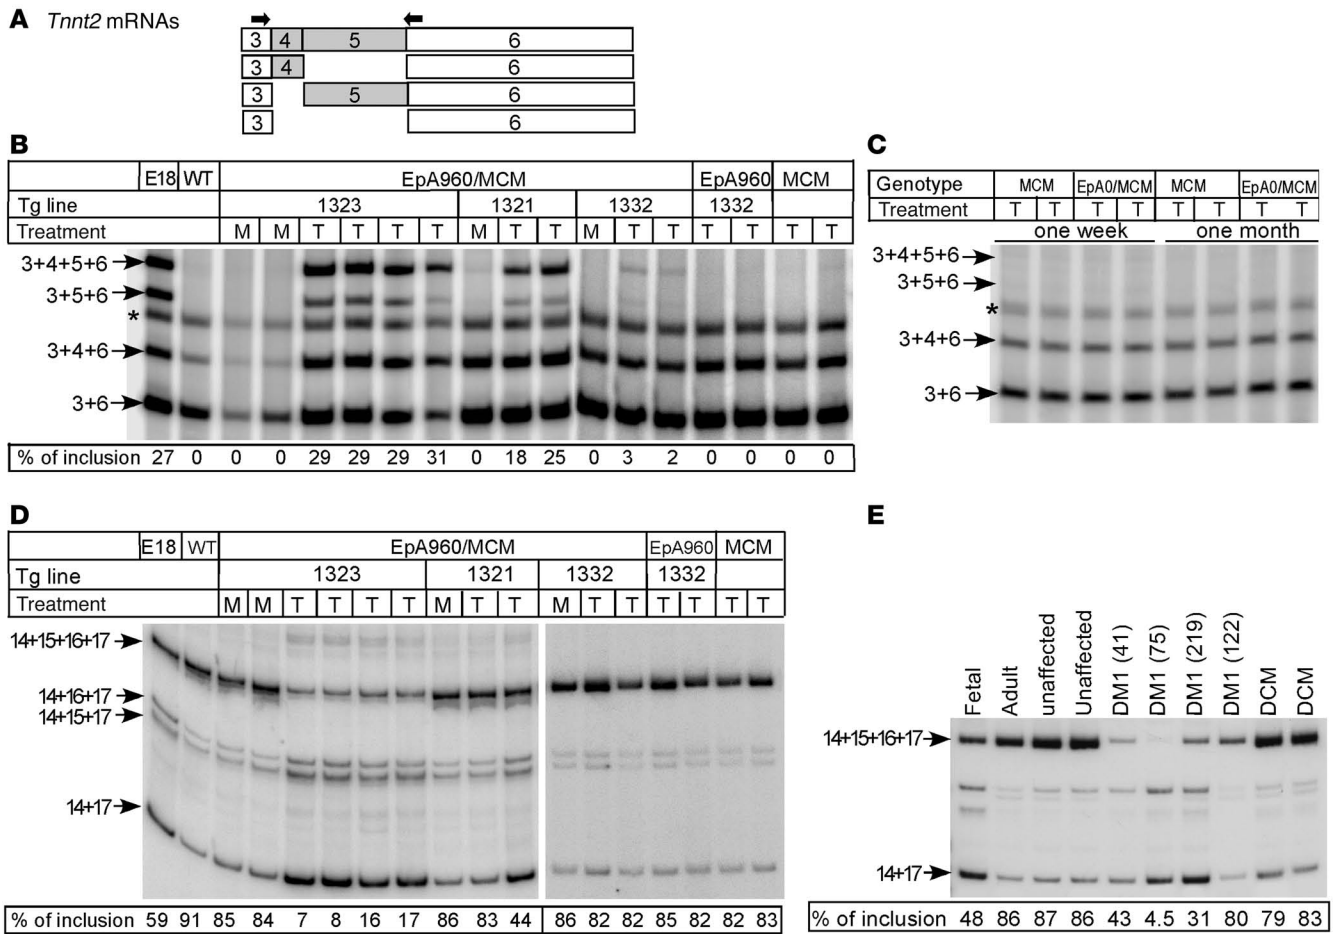 A
Tnnt2 mRNAs
3 4 5 6
3 4 6
3 5 6
3 6
B
E18 WT EpA960/MCM EpA960 MCM
Tg line 1323 1321 1332 1332
Treatment M M T T T T M T T M T T T T T T
3+4+5+6
3+5+6
*
3+4+6
3+6
% of inclusion 27 0 0 0 29 29 29 31 0 18 25 0 3 2 0 0 0 0
C
Genotype MCM EpA0/MCM MCM EpA0/MCM
Treatment T T T T T T T T
one week one month
3+4+5+6
3+5+6
*
3+4+6
3+6
D
E18 WT EpA960/MCM EpA960 MCM
Tg line 1323 1321 1332 1332
Treatment M M T T T T M T T M T T T T T T
14+15+16+17
14+16+17
14+15+17
14+17
% of inclusion 59 91 85 84 7 8 16 17 86 83 44 86 82 82 85 82 82 83
E
Fetal Adult unaffected Unaffected DM1 (41) DM1 (75) DM1 (219) DM1 (122) DCM DCM
14+15+16+17
14+17
% of inclusion 48 86 87 86 43 4.5 31 80 79 83